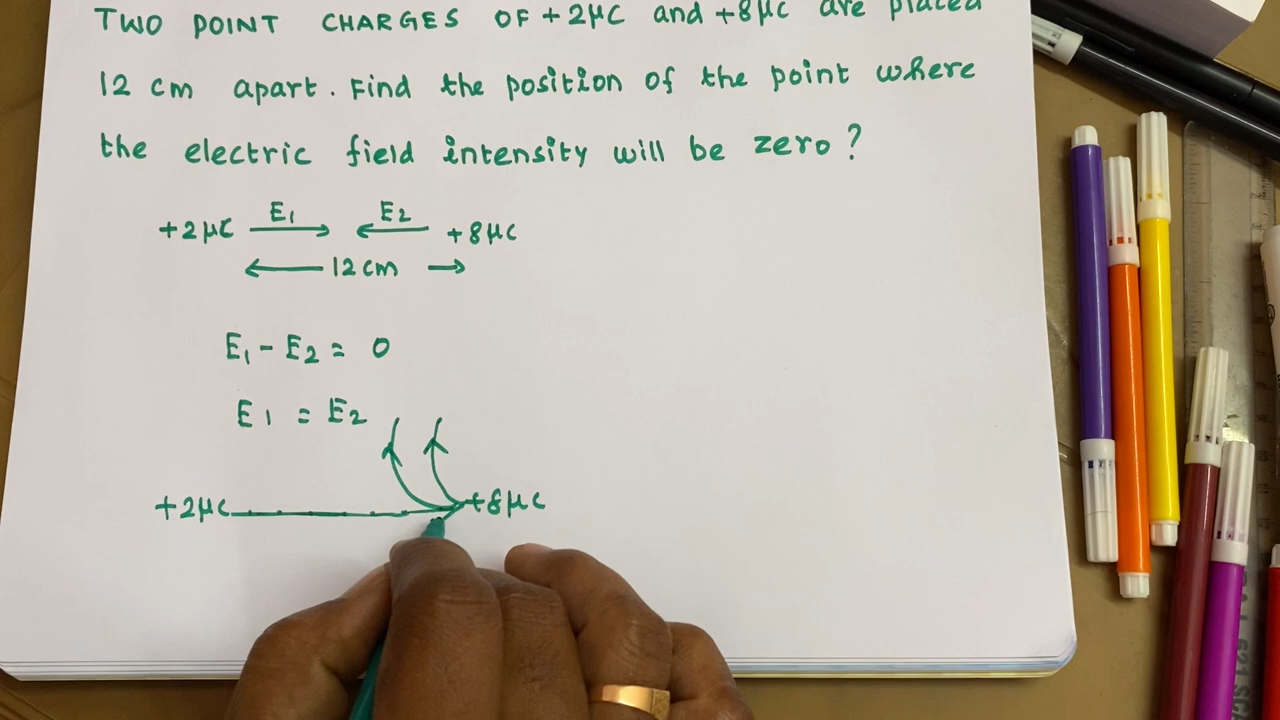 TWO POINT CHARGES OF +2μC and +8μC are placed
12 cm apart. Find the position of the point where
the electric field intensity will be zero?
+2μC E1 E2 +8μC
12 cm
E1 - E2 = 0
E1 = E2
+2μC +8μC